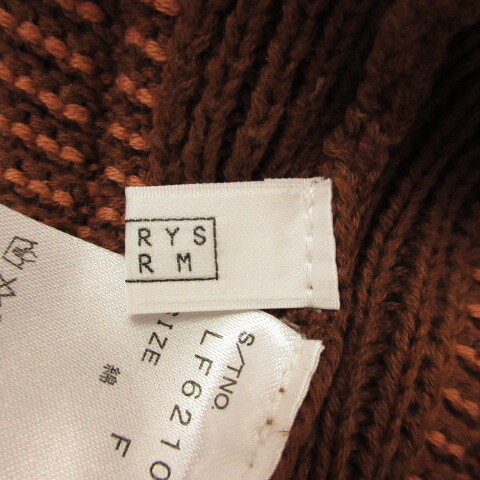 RYS
RM
S/TNO.
LF6210
SIZE
F
綿